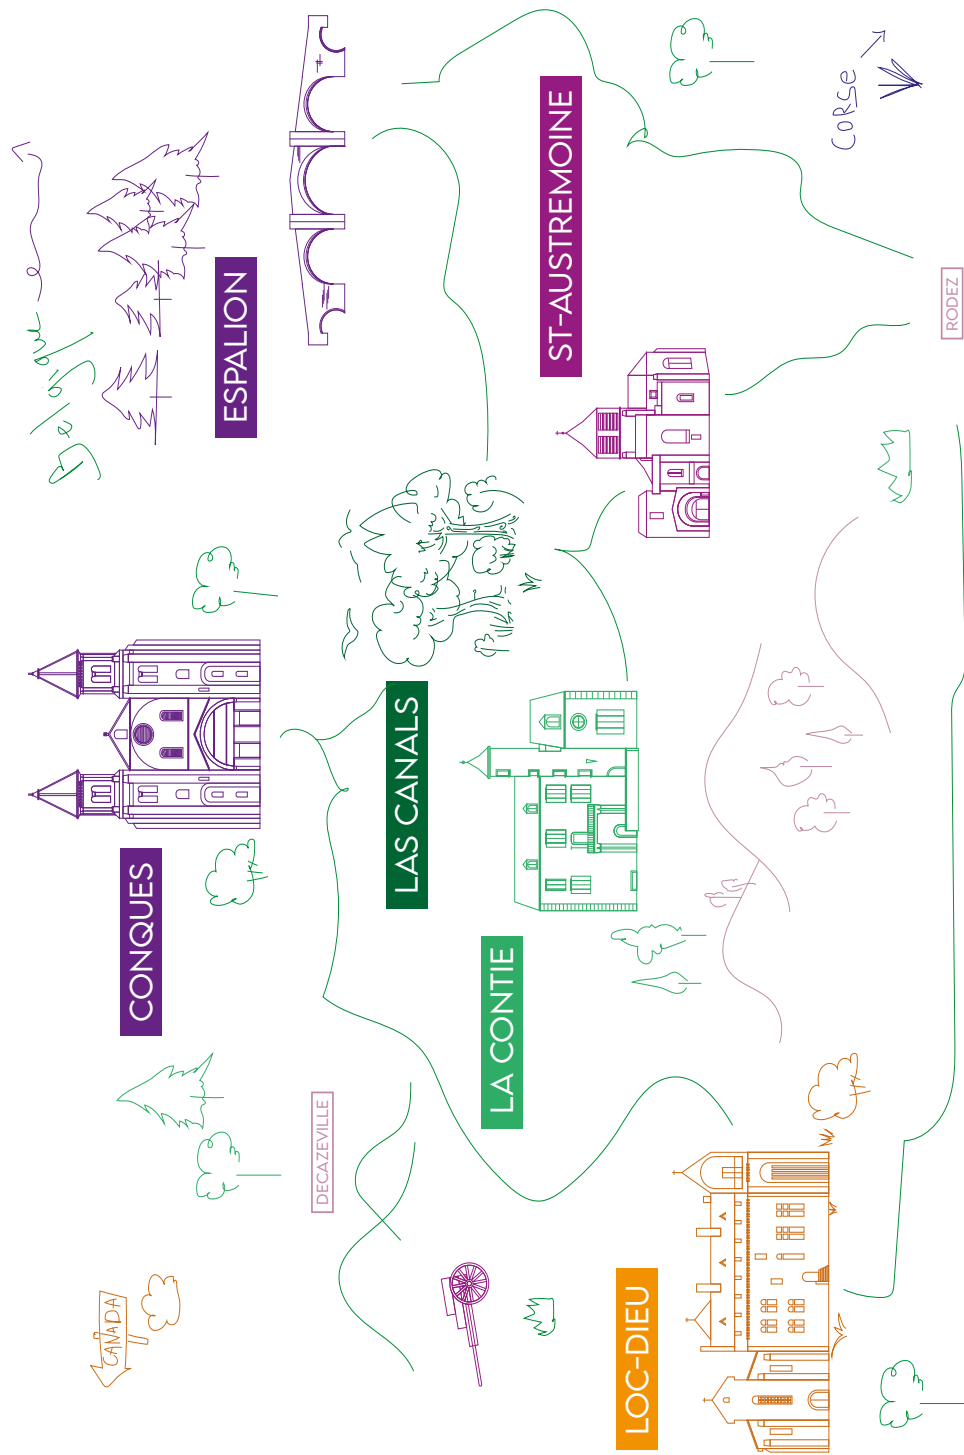 Belgique
CANADA
CONQUES
ESPALION
DECAZEVILLE
LAS CANALS
LA CONTIE
ST-AUSTREMOINE
LOC-DIEU
CORSE
RODEZ